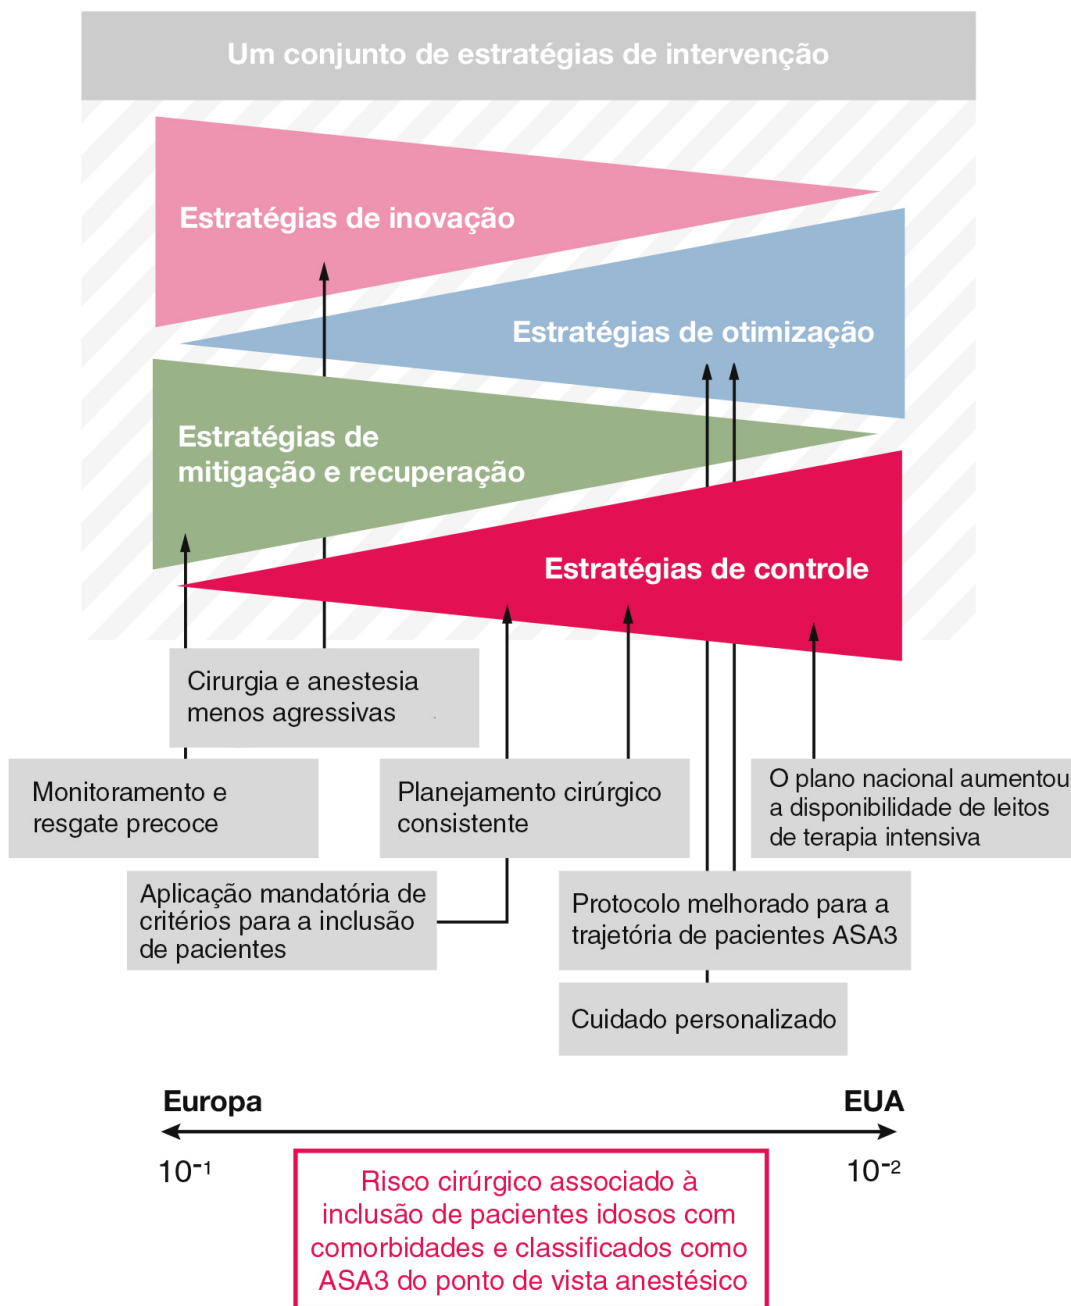 Um conjunto de estratégias de intervenção
Estratégias de inovação
Estratégias de otimização
Estratégias de
mitigação e recuperação
Estratégias de controle
Cirurgia e anestesia
menos agressivas
Monitoramento e
resgate precoce
Planejamento cirúrgico
consistente
O plano nacional aumentou
a disponibilidade de leitos
de terapia intensiva
Aplicação mandatória de
critérios para a inclusão
de pacientes
Protocolo melhorado para a
trajetória de pacientes ASA3
Cuidado personalizado
Europa
EUA
10⁻¹
10⁻²
Risco cirúrgico associado à
inclusão de pacientes idosos com
comorbidades e classificados como
ASA3 do ponto de vista anestésico